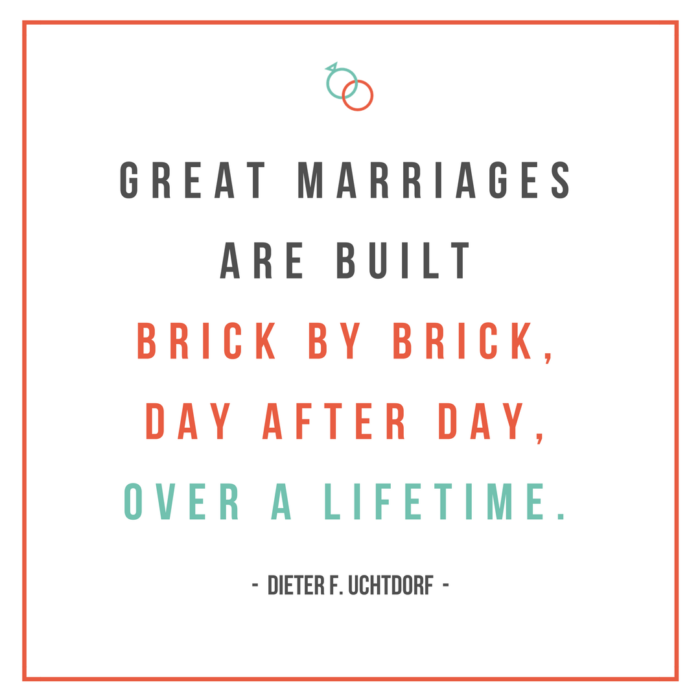 GREAT MARRIAGES
ARE BUILT
BRICK BY BRICK,
DAY AFTER DAY,
OVER A LIFETIME.
- DIETER F. UCHTDORF -